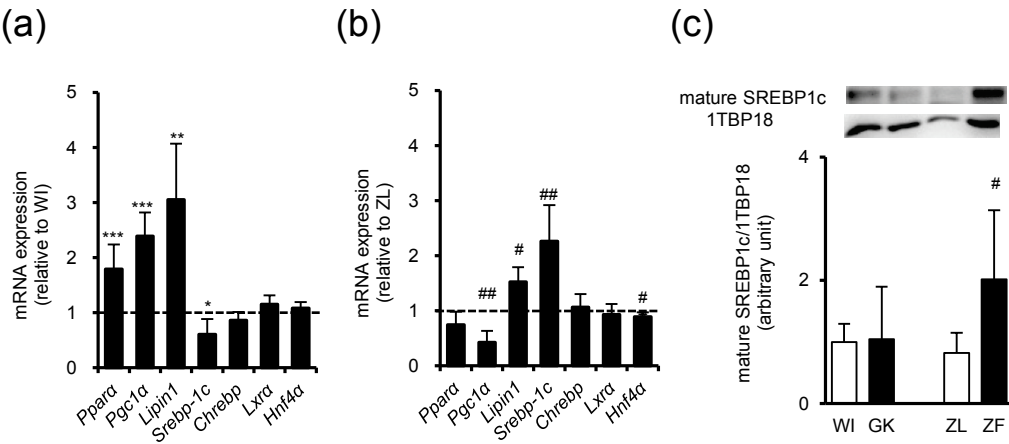 (a)
mRNA expression
(relative to WI)
5
4
3
2
1
0
***
***
**
*
Pparα
Pgc1α
Lipin1
Srebp-1c
Chrebp
Lxrα
Hnf4α
(b)
mRNA expression
(relative to ZL)
5
4
3
2
1
0
##
#
##
#
Pparα
Pgc1α
Lipin1
Srebp-1c
Chrebp
Lxrα
Hnf4α
(c)
mature SREBP1c
1TBP18
mature SREBP1c/1TBP18
(arbitrary unit)
4
2
0
#
WI GK ZL ZF